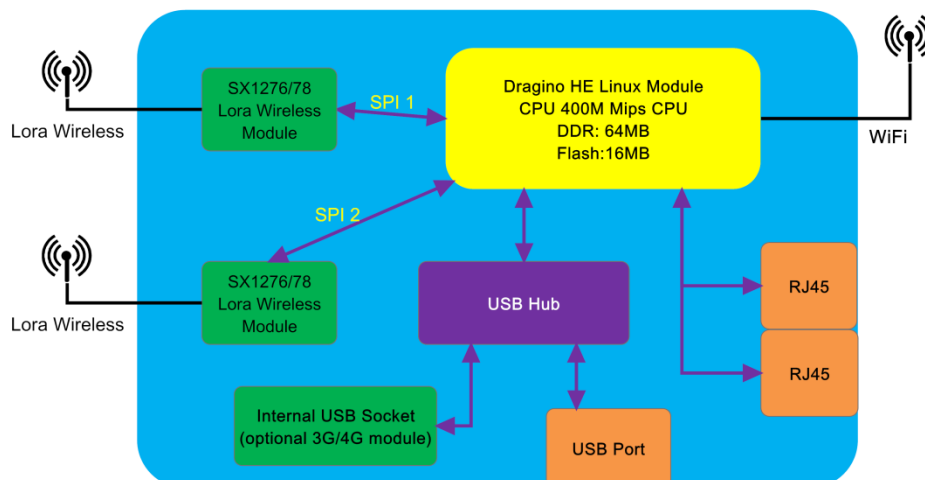 SX1276/78
Lora Wireless
Module
SPI 1
Dragino HE Linux Module
CPU 400M Mips CPU
DDR: 64MB
Flash:16MB
Lora Wireless
WiFi
SPI 2
SX1276/78
Lora Wireless
Module
Lora Wireless
USB Hub
RJ45
RJ45
Internal USB Socket
(optional 3G/4G module)
USB Port